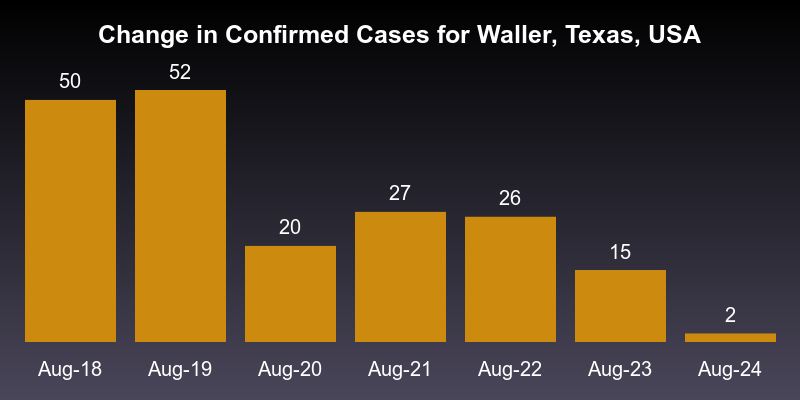 Change in Confirmed Cases for Waller, Texas, USA
50 52 20 27 26 15 2
Aug-18 Aug-19 Aug-20 Aug-21 Aug-22 Aug-23 Aug-24